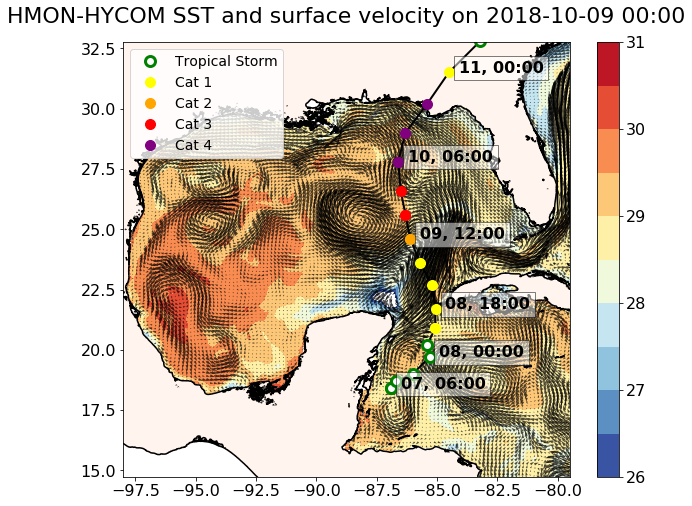 HMON-HYCOM SST and surface velocity on 2018-10-09 00:00
32.5
30.0
27.5
25.0
22.5
20.0
17.5
15.0
Tropical Storm
Cat 1
Cat 2
Cat 3
Cat 4
11, 00:00
10, 06:00
09, 12:00
08, 18:00
08, 00:00
07, 06:00
−97.5 −95.0 −92.5 −90.0 −87.5 −85.0 −82.5 −80.0
31
30
29
28
27
26